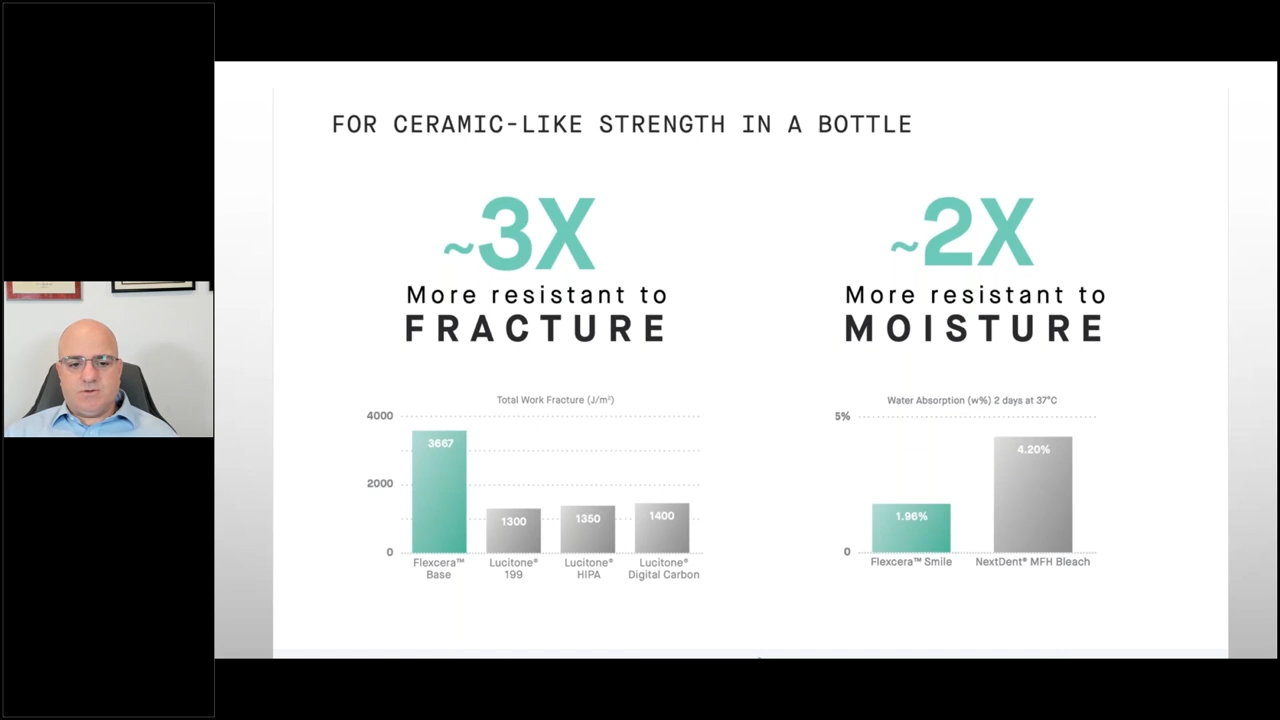 FOR CERAMIC-LIKE STRENGTH IN A BOTTLE
~3X
More resistant to
FRACTURE
Total Work Fracture (J/m²)
4000
2000
0
3667
1300
1350
1400
Flexcera™
Base
Lucitone®
199
Lucitone®
HIPA
Lucitone®
Digital Carbon
~2X
More resistant to
MOISTURE
Water Absorption (w%) 2 days at 37°C
5%
0
1.96%
4.20%
Flexcera™ Smile
NextDent® MFH Bleach